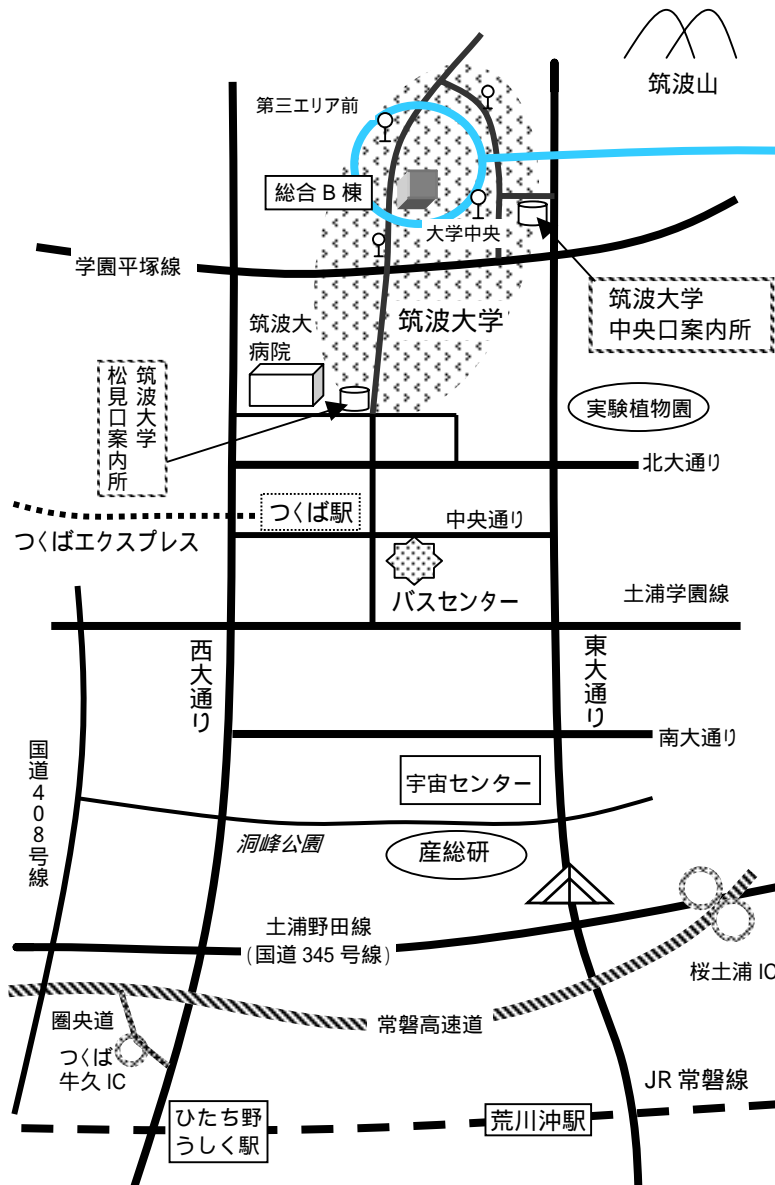 筑波山
第三エリア前
総合 B 棟
大学中央
学園平塚線
筑波大学
中央口案内所
筑波大
病院
筑波大学
筑波大学
松見口案内所
実験植物園
北大通り
つくば駅
中央通り
つくばエクスプレス
バスセンター
土浦学園線
西大通り
東大通り
南大通り
国道408号線
宇宙センター
洞峰公園
産総研
土浦野田線
(国道 345 号線)
桜土浦 IC
圏央道
常磐高速道
つくば
牛久 IC
JR 常磐線
ひたち野
うしく駅
荒川沖駅